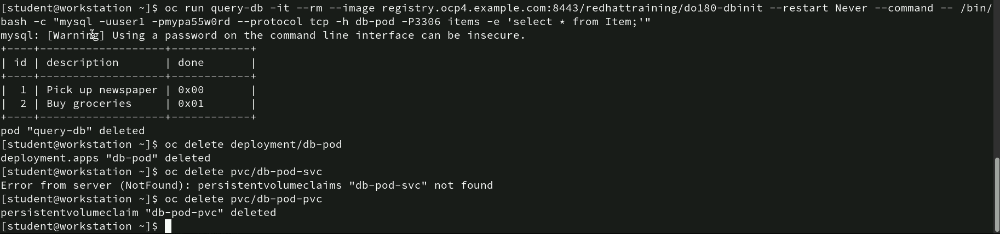 [student@workstation ~]$ oc run query-db -it --rm --image registry.ocp4.example.com:8443/redhattraining/do180-dbinit --restart Never --command -- /bin/
bash -c "mysql -uuser1 -pmypa55w0rd --protocol tcp -h db-pod -P3306 items -e 'select * from Item;'"
mysql: [Warning] Using a password on the command line interface can be insecure.
+----+-------------------+------------+
| id | description       | done       |
+----+-------------------+------------+
|  1 | Pick up newspaper | 0x00       |
|  2 | Buy groceries     | 0x01       |
+----+-------------------+------------+
pod "query-db" deleted
[student@workstation ~]$ oc delete deployment/db-pod
deployment.apps "db-pod" deleted
[student@workstation ~]$ oc delete pvc/db-pod-svc
Error from server (NotFound): persistentvolumeclaims "db-pod-svc" not found
[student@workstation ~]$ oc delete pvc/db-pod-pvc
persistentvolumeclaim "db-pod-pvc" deleted
[student@workstation ~]$